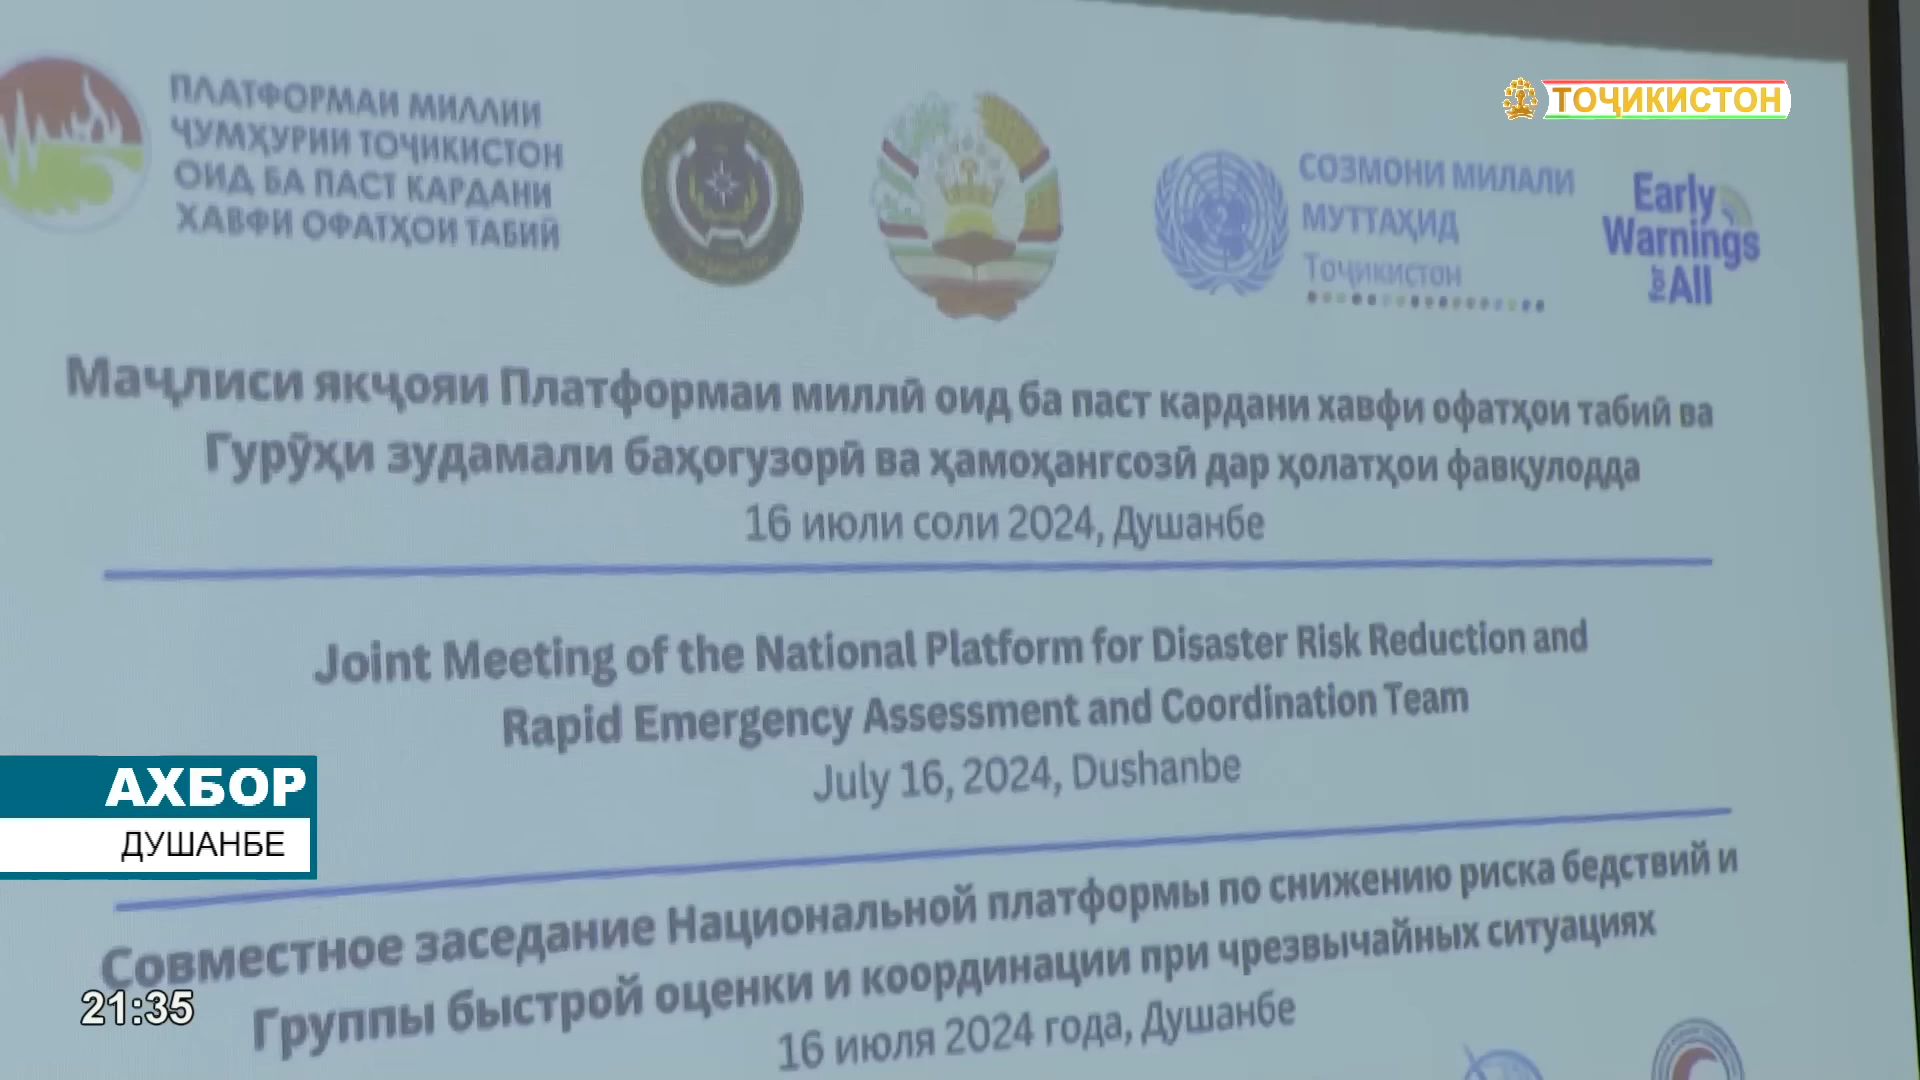 ПЛАТФОРМАИ МИЛЛИИ
ҶУМҲУРИИ ТОҶИКИСТОН
ОИД БА ПАСТ КАРДАНИ
ХАВФИ ОФАТҲОИ ТАБИӢ
СОЗМОНИ МИЛАЛИ
МУТТАҲИД
Тоҷикистон
Early
Warnings
for All
ТОҶИКИСТОН
Маҷлиси якҷояи Платформаи миллӣ оид ба паст кардани хавфи офатҳои табиӣ ва
Гурӯҳи зудамали баҳогузорӣ ва ҳамоҳангсозӣ дар ҳолатҳои фавқулодда
16 июли соли 2024, Душанбе
Joint Meeting of the National Platform for Disaster Risk Reduction and
Rapid Emergency Assessment and Coordination Team
July 16, 2024, Dushanbe
АХБОР
ДУШАНБЕ
Совместное заседание Национальной платформы по снижению риска бедствий и
Группы быстрой оценки и координации при чрезвычайных ситуациях
16 июля 2024 года, Душанбе
21:35